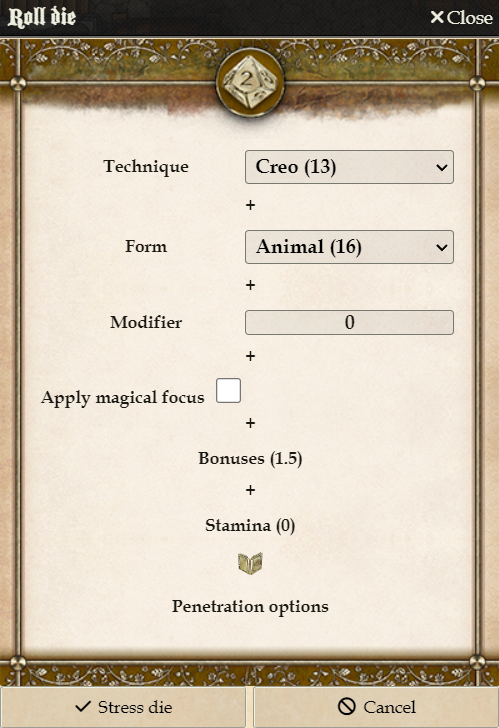 Roll die
Close
2
Technique
Creo (13)
+
Form
Animal (16)
+
Modifier
0
+
Apply magical focus
+
Bonuses (1.5)
+
Stamina (0)
Penetration options
Stress die
Cancel